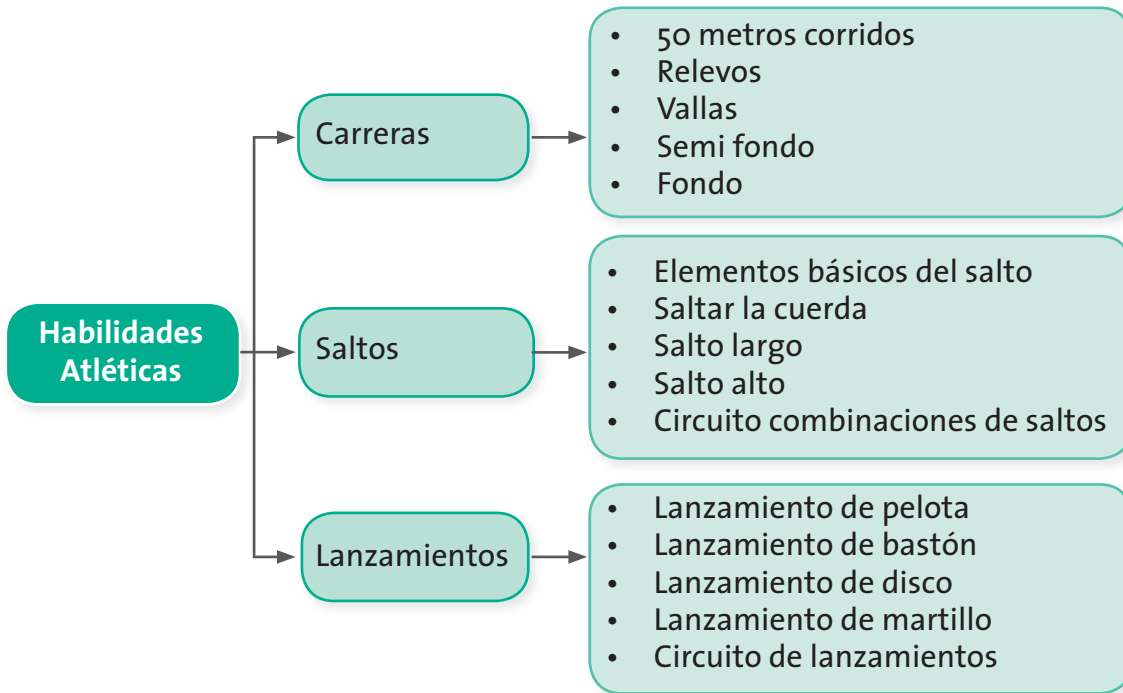 Habilidades
Atléticas
Carreras
• 50 metros corridos
• Relevos
• Vallas
• Semi fondo
• Fondo
Saltos
• Elementos básicos del salto
• Saltar la cuerda
• Salto largo
• Salto alto
• Circuito combinaciones de saltos
Lanzamientos
• Lanzamiento de pelota
• Lanzamiento de bastón
• Lanzamiento de disco
• Lanzamiento de martillo
• Circuito de lanzamientos